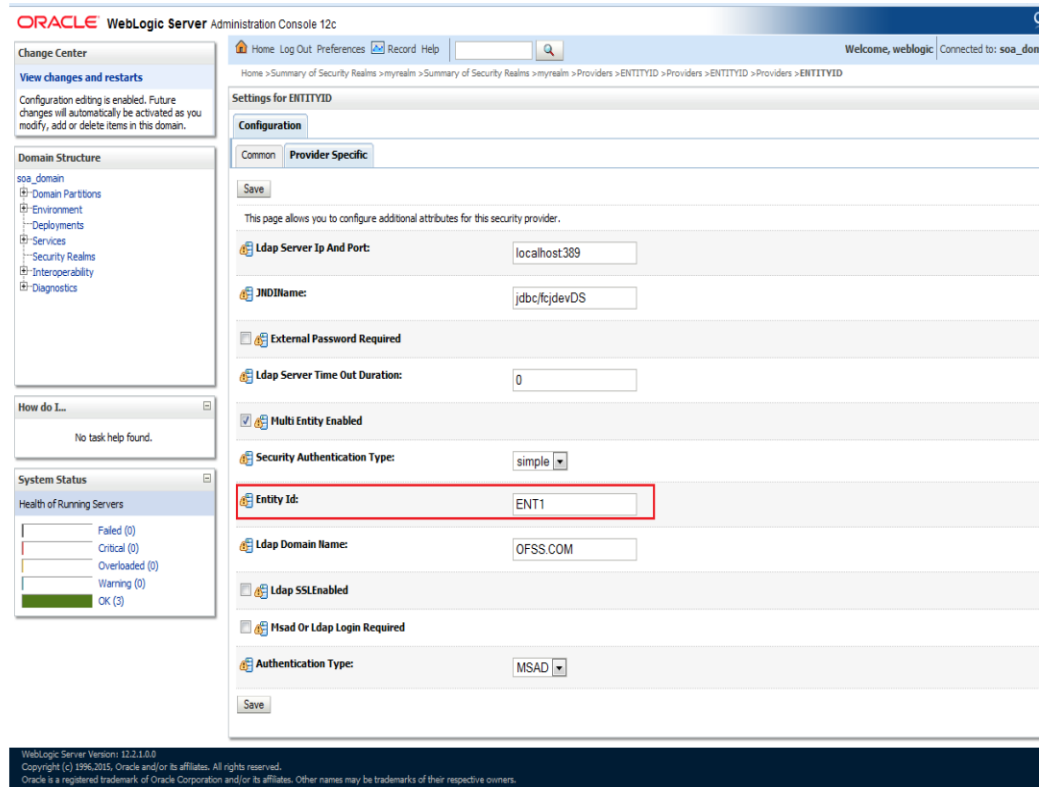 ORACLE WebLogic Server Administration Console 12c
Change Center
View changes and restarts
Configuration editing is enabled. Future
changes will automatically be activated as you
modify, add or delete items in this domain.
Domain Structure
soa_domain
Domain Partitions
Environment
Deployments
Services
Security Realms
Interoperability
Diagnostics
How do I...
No task help found.
System Status
Health of Running Servers
Failed (0)
Critical (0)
Overloaded (0)
Warning (0)
OK (3)
Home Log Out Preferences Record Help
Welcome, weblogic Connected to: soa_don
Home >Summary of Security Realms >myrealm >Summary of Security Realms >myrealm >Providers >ENTITYID >Providers >ENTITYID >Providers >ENTITYID
Settings for ENTITYID
Configuration
Common Provider Specific
Save
This page allows you to configure additional attributes for this security provider.
Ldap Server Ip And Port: localhost:389
JNDIName: jdbc/fcjdevDS
External Password Required
Ldap Server Time Out Duration: 0
Multi Entity Enabled
Security Authentication Type: simple
Entity Id: ENT1
Ldap Domain Name: OFSS.COM
Ldap SSLEnabled
Msad Or Ldap Login Required
Authentication Type: MSAD
Save
WebLogic Server Version: 12.2.1.0.0
Copyright (c) 1996,2015, Oracle and/or its affiliates. All rights reserved.
Oracle is a registered trademark of Oracle Corporation and/or its affiliates. Other names may be trademarks of their respective owners.